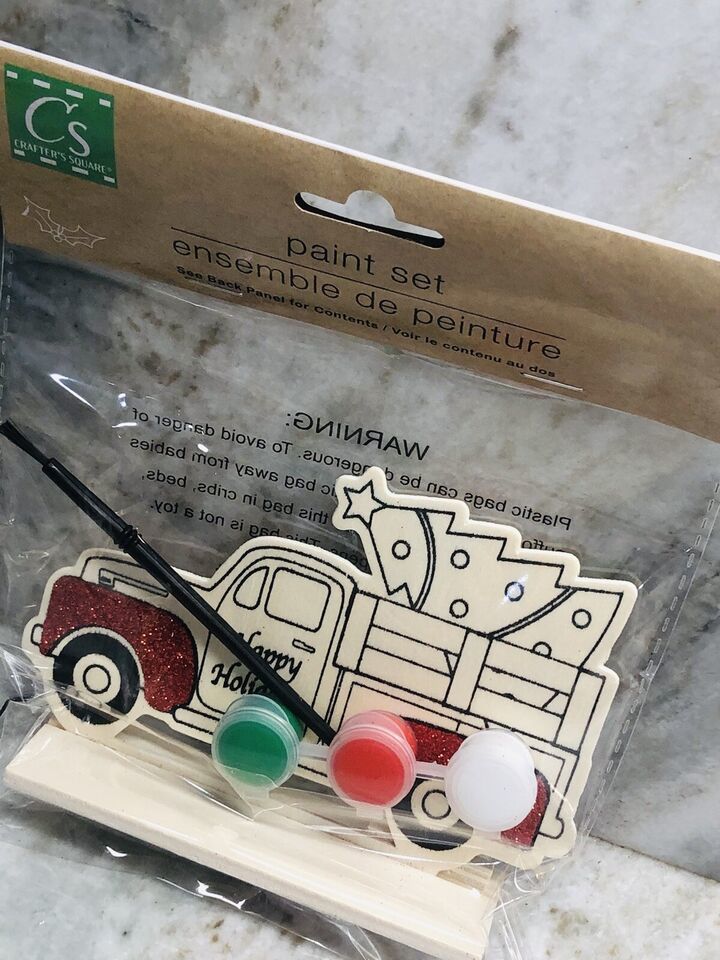 CS
CRAFTER'S SQUARE®
paint set
ensemble de peinture
See Back Panel for Contents / Voir le contenu au dos
WARNING:
Plastic bags can be dangerous. To avoid danger of
this bag away from babies
this bag in cribs, beds,
bag is not a toy.
Happy